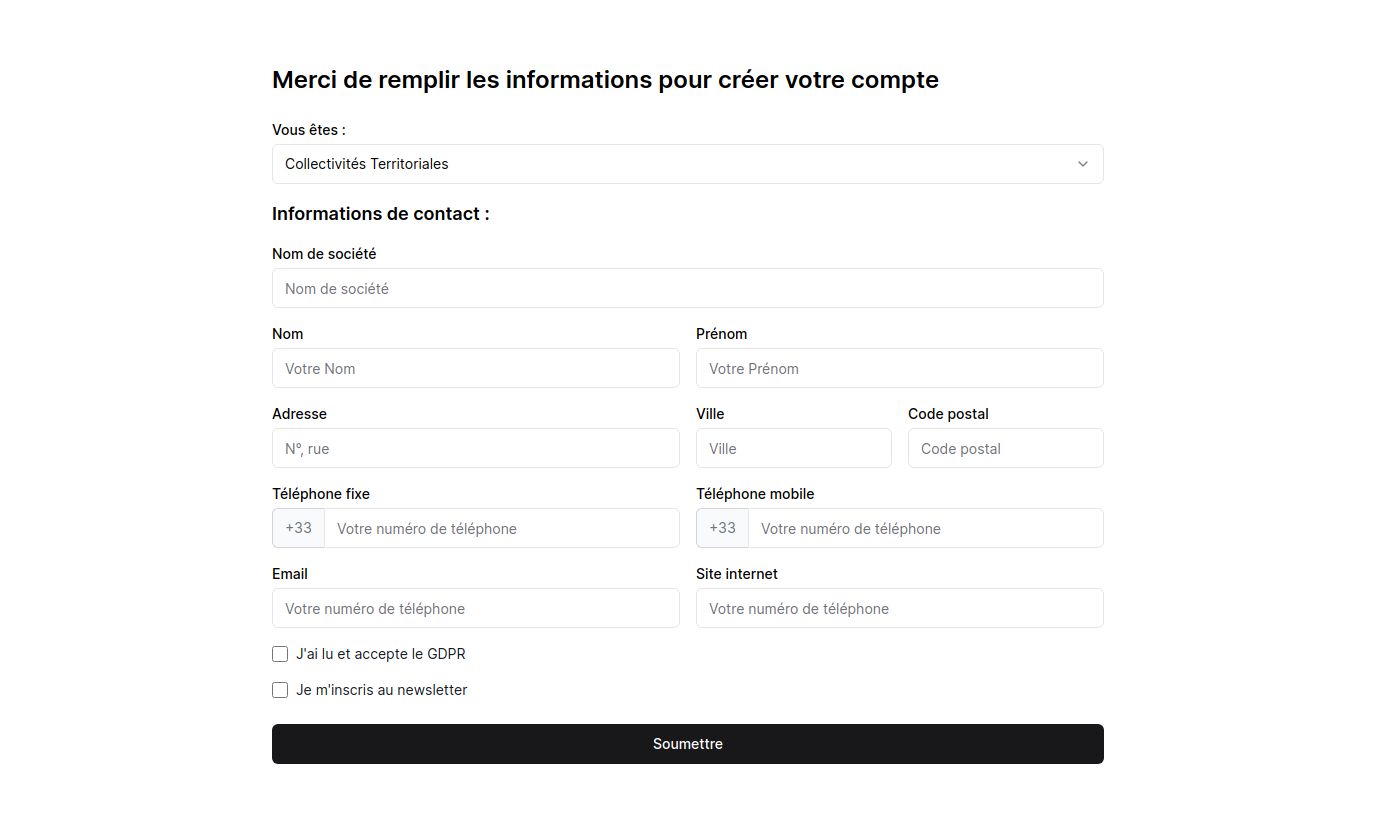 Merci de remplir les informations pour créer votre compte
Vous êtes :
Collectivités Territoriales
Informations de contact :
Nom de société
Nom de société
Nom Prénom
Votre Nom Votre Prénom
Adresse Ville Code postal
N°, rue Ville Code postal
Téléphone fixe Téléphone mobile
+33 Votre numéro de téléphone +33 Votre numéro de téléphone
Email Site internet
Votre numéro de téléphone Votre numéro de téléphone
J'ai lu et accepte le GDPR
Je m'inscris au newsletter
Soumettre